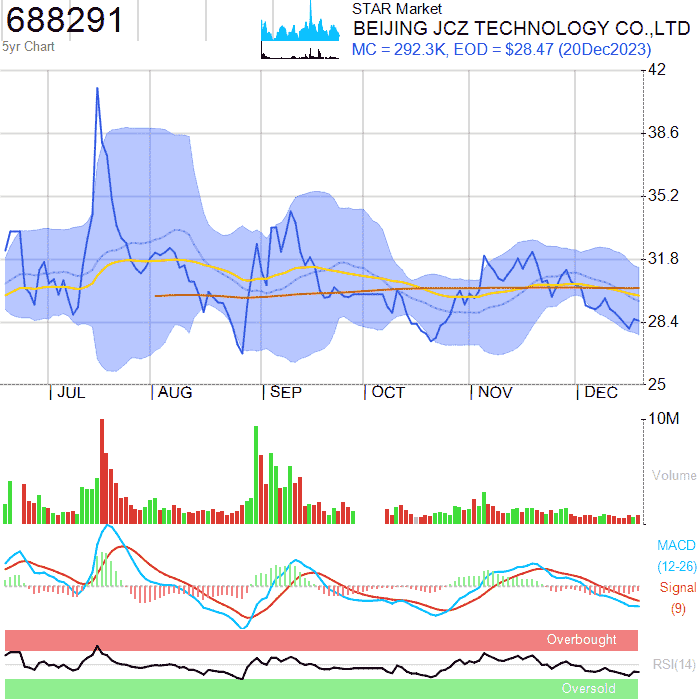 688291
5yr Chart
STAR Market
BEIJING JCZ TECHNOLOGY CO.,LTD
MC = 292.3K, EOD = $28.47 (20Dec2023)
42
38.6
35.2
31.8
28.4
25
JUL AUG SEP OCT NOV DEC
10M
Volume
MACD
(12-26)
Signal
(9)
Overbought
RSI(14)
Oversold